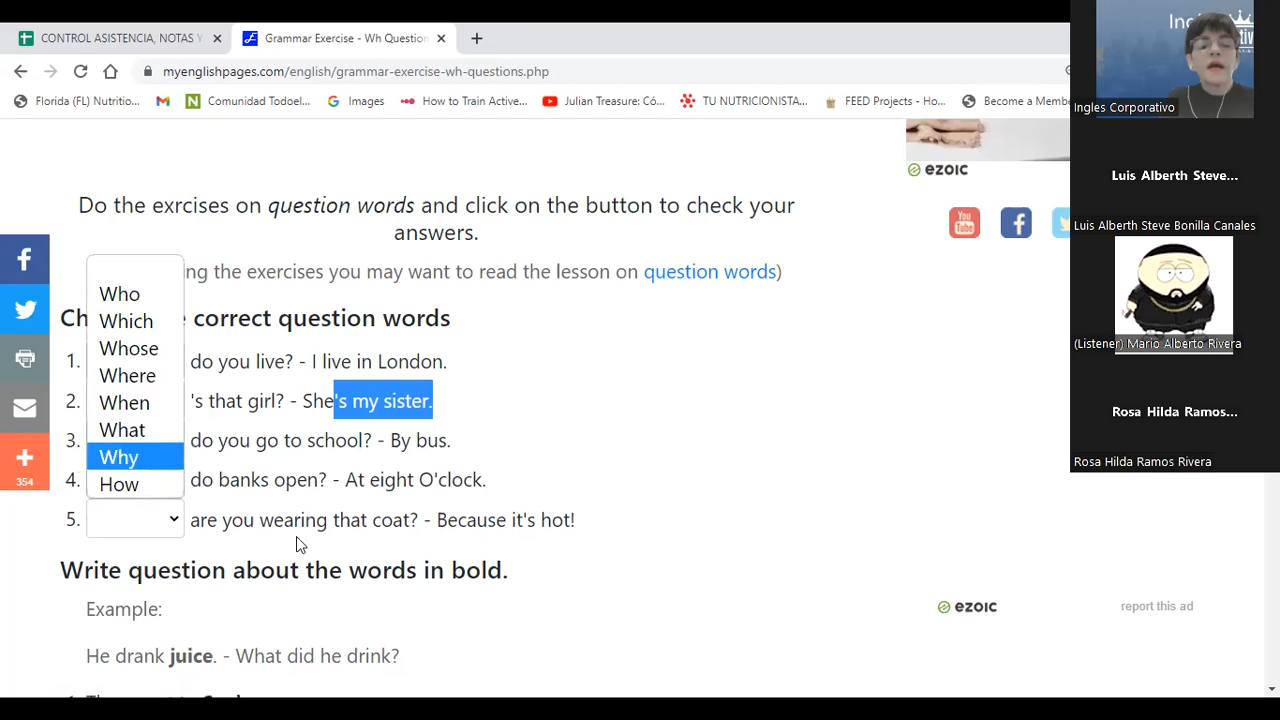 CONTROL ASISTENCIA, NOTAS Y
Grammar Exercise - Wh Question
myenglishpages.com/english/grammar-exercise-wh-questions.php
Florida (FL) Nutritio...
Comunidad Todoel...
Images
How to Train Active...
Julian Treasure: Có...
TU NUTRICIONISTA...
FEED Projects - Ho...
Become a Membe
Ingles Corporativo
ezoic
Do the exrcises on question words and click on the button to check your
answers.
ng the exercises you may want to read the lesson on question words)
Ch e correct question words
Who
Which
Whose
Where
When
What
Why
How
1. do you live? - I live in London.
2. 's that girl? - She's my sister.
3. do you go to school? - By bus.
4. do banks open? - At eight O'clock.
5. are you wearing that coat? - Because it's hot!
Write question about the words in bold.
Example:
He drank juice. - What did he drink?
354
You Tube
ezoic
report this ad
Luis Alberth Steve...
Luis Alberth Steve Bonilla Canales
(Listener) Mario Alberto Rivera
Rosa Hilda Ramos...
Rosa Hilda Ramos Rivera